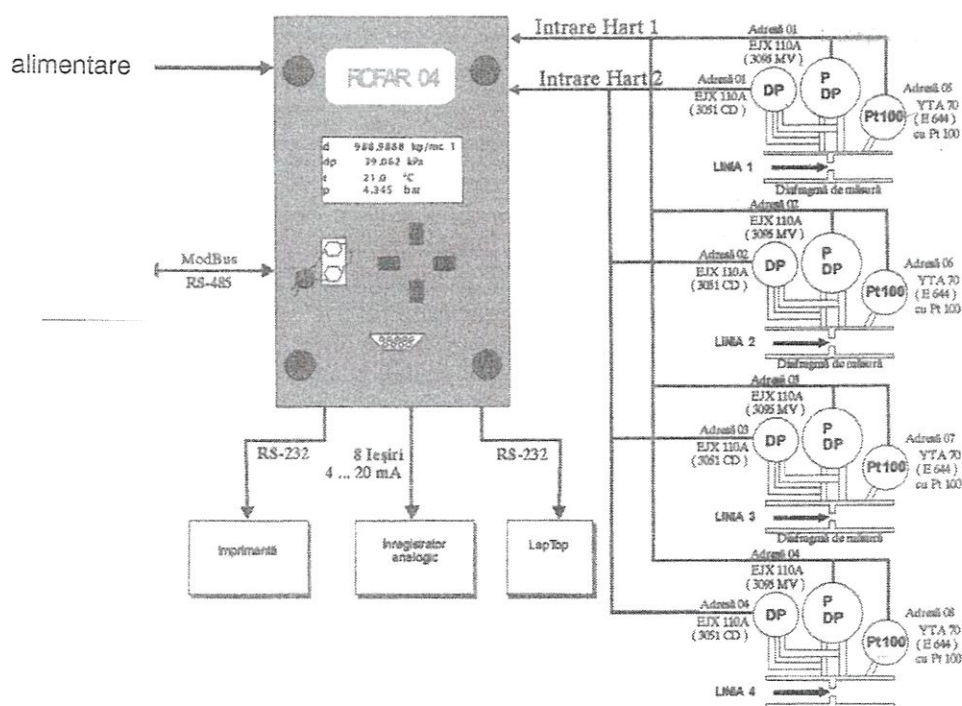 alimentare
ROFAR 04
d 988.9888 kg/mc 1
dp 39.062 kPa
t 21.0 °C
p 4.345 bar
ModBus
RS-485
RS-232
8 Ieşiri
4 ... 20 mA
RS-232
Imprimantă
Inregistrator
analogic
LapTop
Intrare Hart 1
Intrare Hart 2
Adresă 01
EJX 110A
(3095 MV)
Adresă 01
EJX 110A
(3051 CD)
DP
P
DP
Pt100
Adresă 05
YTA 70
(E 644)
cu Pt 100
LINIA 1
Diafragmă de măsură
Adresă 02
EJX 110A
(3095 MV)
Adresă 02
EJX 110A
(3051 CD)
DP
P
DP
Pt100
Adresă 06
YTA 70
(E 644)
cu Pt 100
LINIA 2
Diafragmă de măsură
Adresă 03
EJX 110A
(3095 MV)
Adresă 03
EJX 110A
(3051 CD)
DP
P
DP
Pt100
Adresă 07
YTA 70
(E 644)
cu Pt 100
LINIA 3
Diafragmă de măsură
Adresă 04
EJX 110A
(3095 MV)
Adresă 04
EJX 110A
(3051 CD)
DP
P
DP
Pt100
Adresă 08
YTA 70
(E 644)
cu Pt 100
LINIA 4